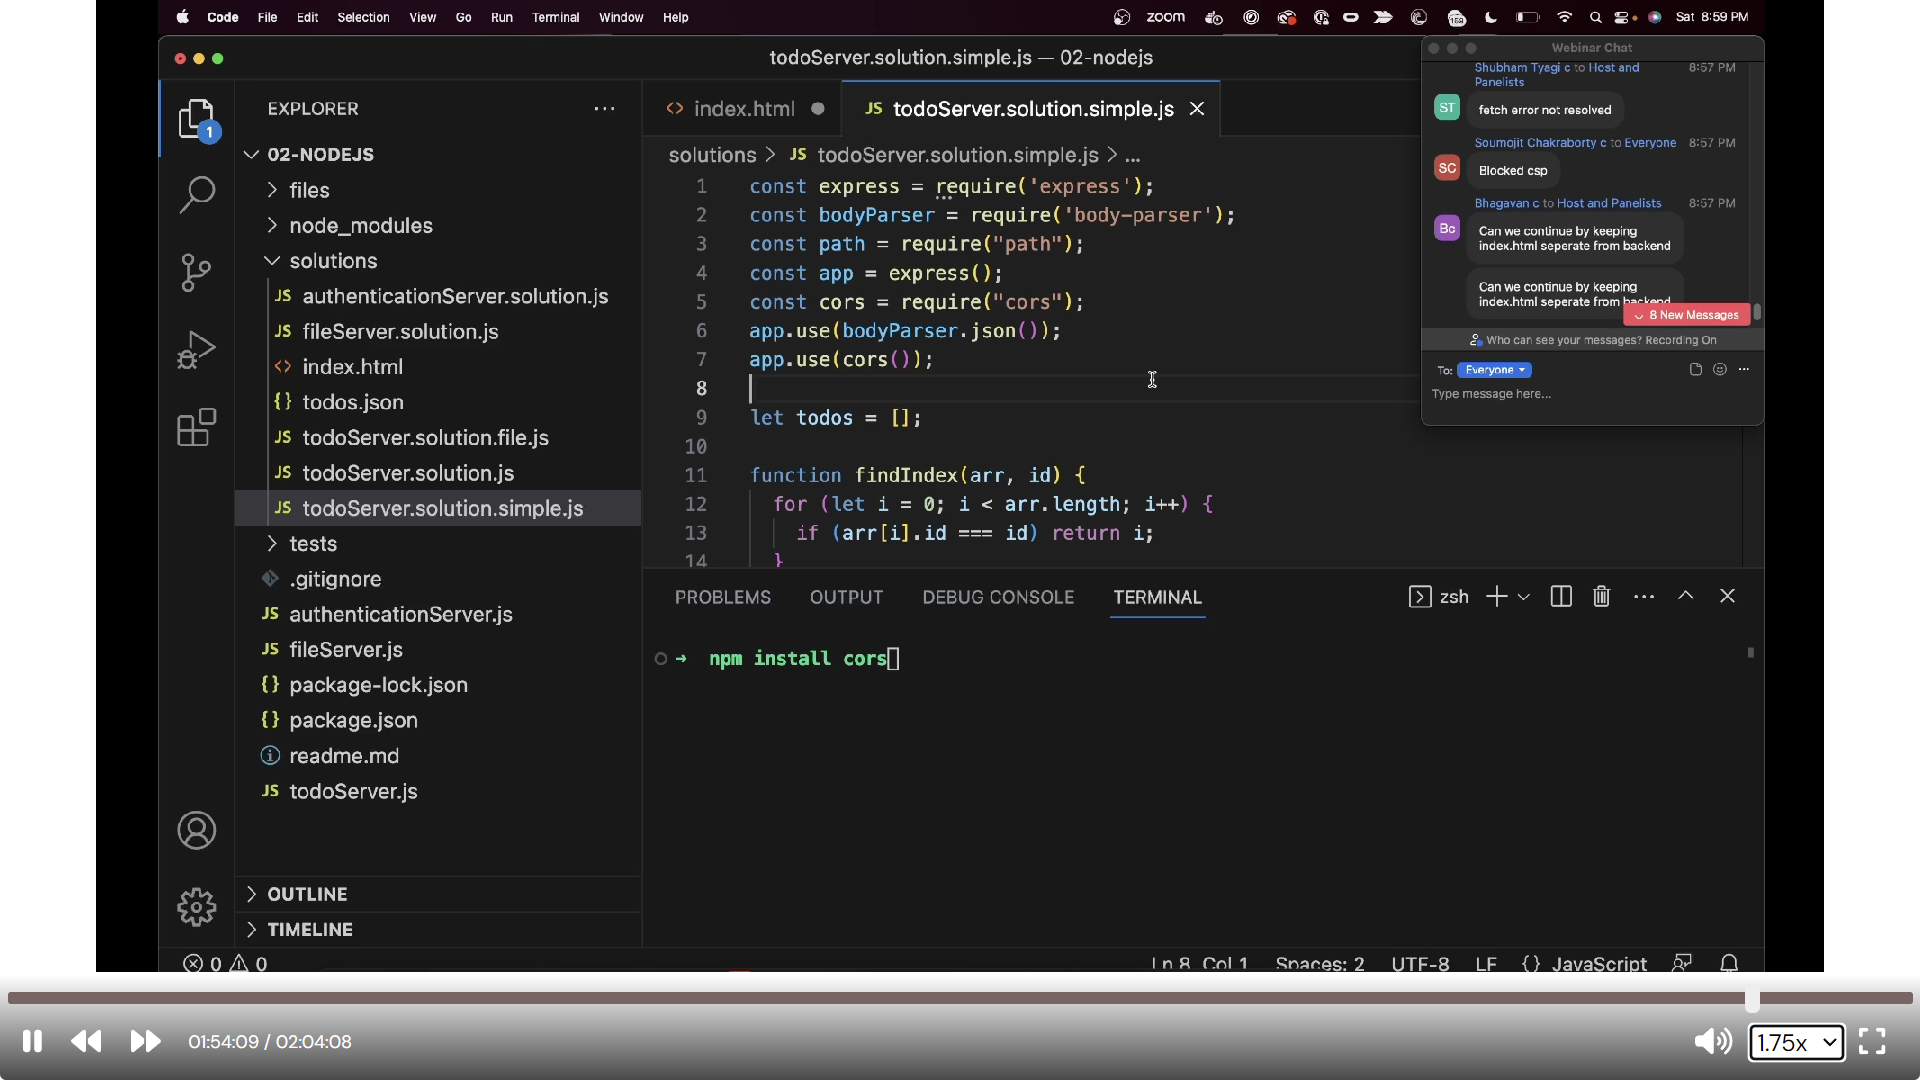 Code File Edit Selection View Go Run Terminal Window Help zoom 159 Sat 8:59 PM
todoServer.solution.simple.js — 02-nodejs
EXPLORER
1
02-NODEJS
files
node_modules
solutions
JS authenticationServer.solution.js
JS fileServer.solution.js
<> index.html
{} todos.json
JS todoServer.solution.file.js
JS todoServer.solution.js
JS todoServer.solution.simple.js
tests
.gitignore
JS authenticationServer.js
JS fileServer.js
{} package-lock.json
{} package.json
readme.md
JS todoServer.js
OUTLINE
TIMELINE
<> index.html
JS todoServer.solution.simple.js
solutions > JS todoServer.solution.simple.js > ...
1 const express = require('express');
2 const bodyParser = require('body-parser');
3 const path = require("path");
4 const app = express();
5 const cors = require("cors");
6 app.use(bodyParser.json());
7 app.use(cors());
8
9 let todos = [];
10
11 function findIndex(arr, id) {
12 for (let i = 0; i < arr.length; i++) {
13 if (arr[i].id === id) return i;
14 }
Webinar Chat
Shubham Tyagi c to Host and 8:57 PM
Panelists
ST fetch error not resolved
Soumojit Chakraborty c to Everyone 8:57 PM
SC Blocked csp
Bhagavan c to Host and Panelists 8:57 PM
Bc Can we continue by keeping
index.html seperate from backend
Can we continue by keeping
index.html seperate from backend
8 New Messages
Who can see your messages? Recording On
To: Everyone
Type message here...
PROBLEMS OUTPUT DEBUG CONSOLE TERMINAL zsh
npm install cors
0 0 Ln 8, Col 1 Spaces: 2 UTF-8 LF {} JavaScript
01:54:09 / 02:04:08 1.75x